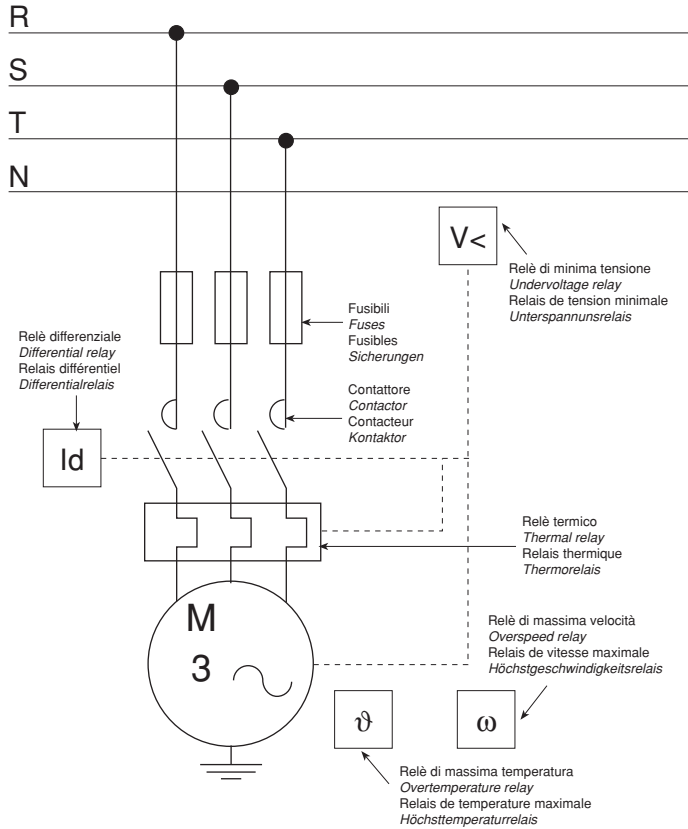 R
S
T
N
V<
Relè di minima tensione
Undervoltage relay
Relais de tension minimale
Unterspannunsrelais
Fusibili
Fuses
Fusibles
Sicherungen
Relè differenziale
Differential relay
Relais différentiel
Differentialrelais
Contattore
Contactor
Contacteur
Kontaktor
Id
Relè termico
Thermal relay
Relais thermique
Thermorelais
M
3
Relè di massima velocità
Overspeed relay
Relais de vitesse maximale
Höchstgeschwindigkeitsrelais
ϑ
ω
Relè di massima temperatura
Overtemperature relay
Relais de temperature maximale
Höchsttemperaturrelais